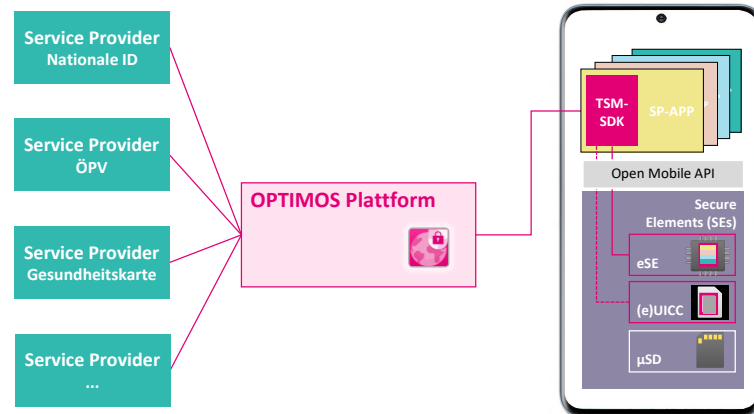 Service Provider
Nationale ID
Service Provider
ÖPV
Service Provider
Gesundheitskarte
Service Provider
...
OPTIMOS Plattform
TSM-
SDK
SP-APP
Open Mobile API
Secure
Elements (SEs)
eSE
(e)UICC
µSD